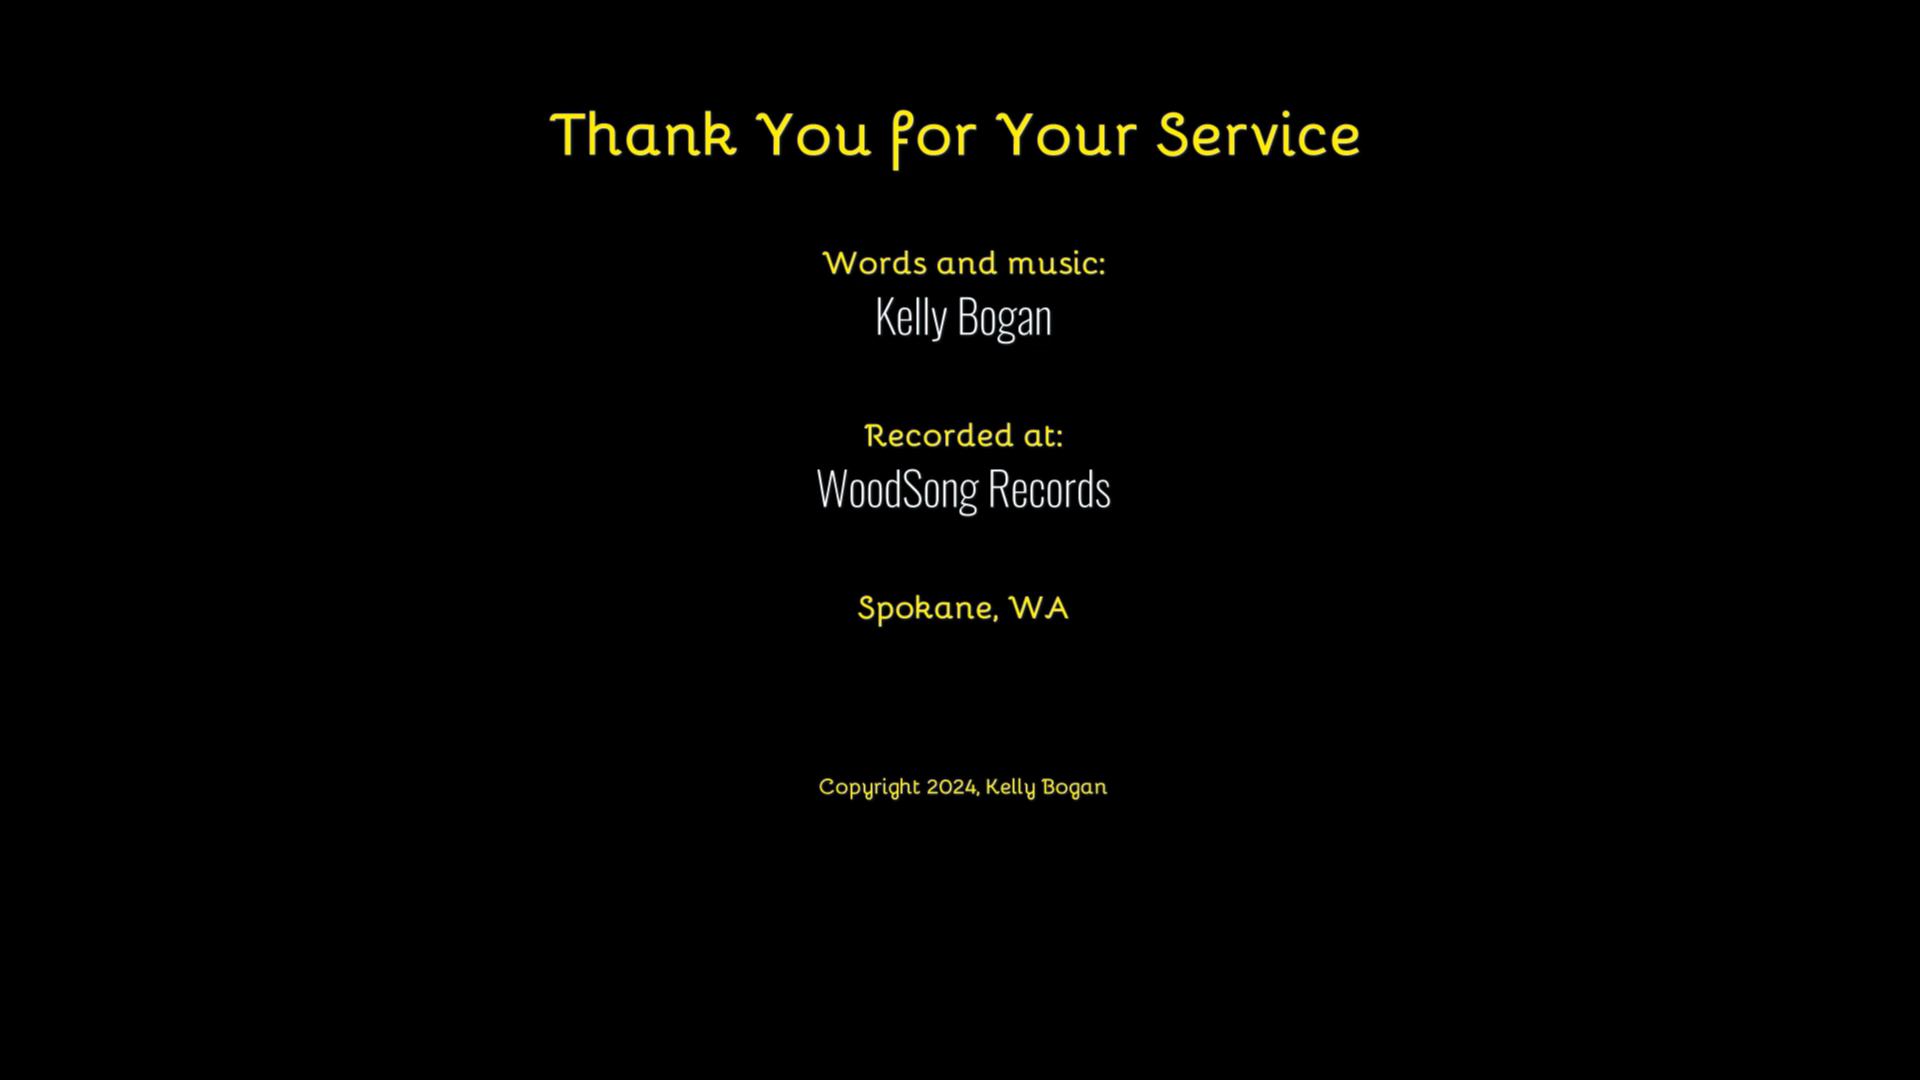 Thank You for Your Service
Words and music:
Kelly Bogan
Recorded at:
WoodSong Records
Spokane, WA
Copyright 2024, Kelly Bogan